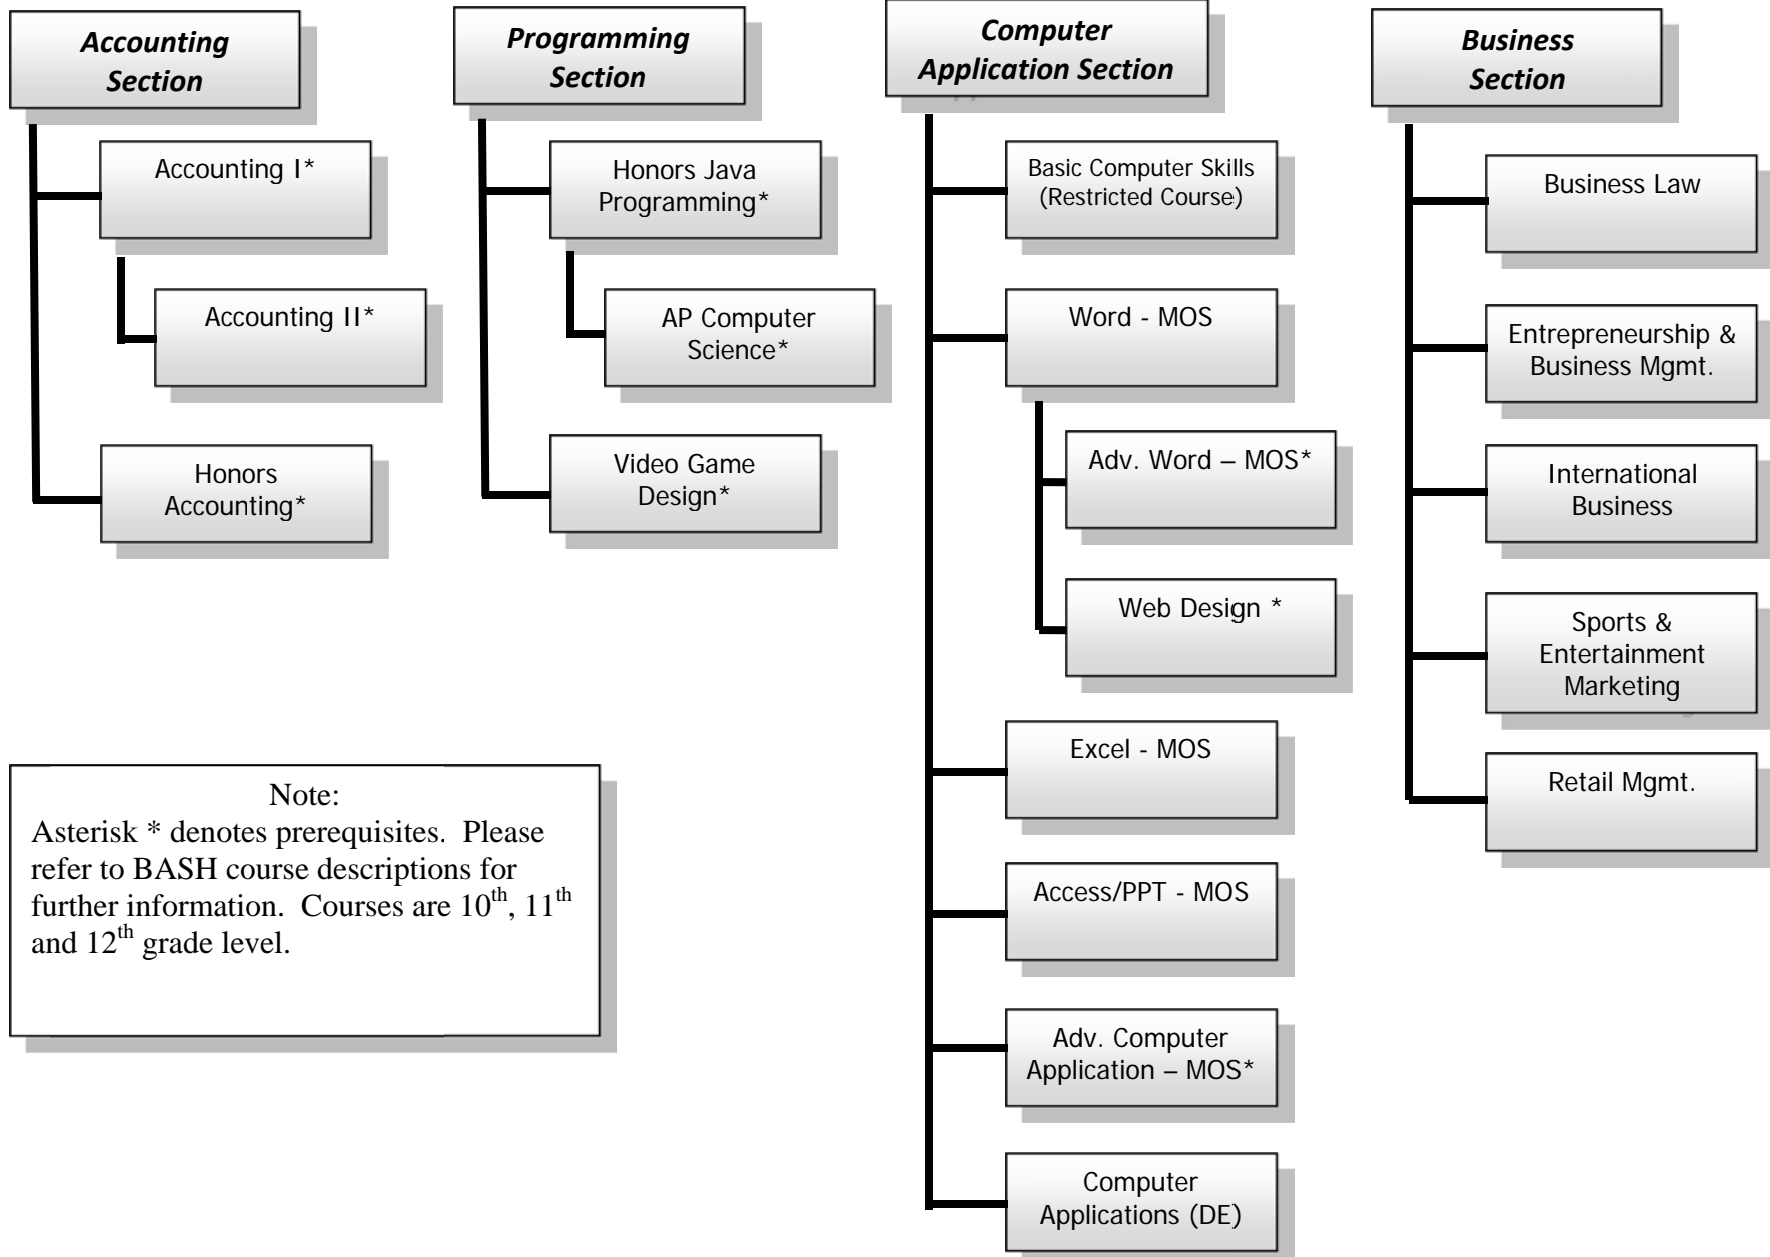 Accounting
Section
Accounting I*
Accounting II*
Honors
Accounting*
Programming
Section
Honors Java
Programming*
AP Computer
Science*
Video Game
Design*
Computer
Application Section
Basic Computer Skills
(Restricted Course)
Word - MOS
Adv. Word – MOS*
Web Design *
Excel - MOS
Access/PPT - MOS
Adv. Computer
Application – MOS*
Computer
Applications (DE)
Business
Section
Business Law
Entrepreneurship &
Business Mgmt.
International
Business
Sports &
Entertainment
Marketing
Retail Mgmt.
Note:
Asterisk * denotes prerequisites.  Please
refer to BASH course descriptions for
further information.  Courses are 10th, 11th
and 12th grade level.